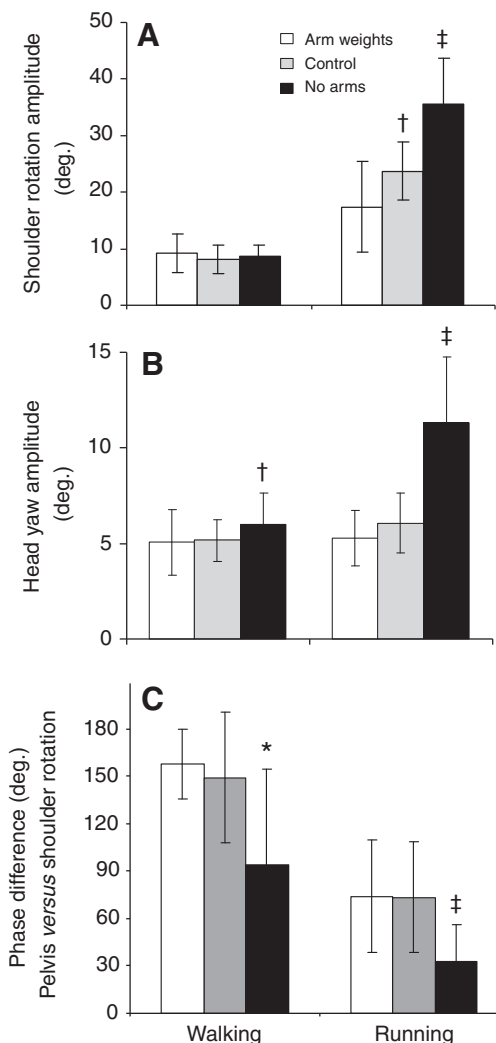 A
Shoulder rotation amplitude
(deg.)
50
40
30
20
10
0
Arm weights
Control
No arms
†
‡
B
Head yaw amplitude
(deg.)
15
10
5
0
†
‡
C
Phase difference (deg.)
Pelvis versus shoulder rotation
180
150
120
90
60
30
0
*
‡
Walking
Running